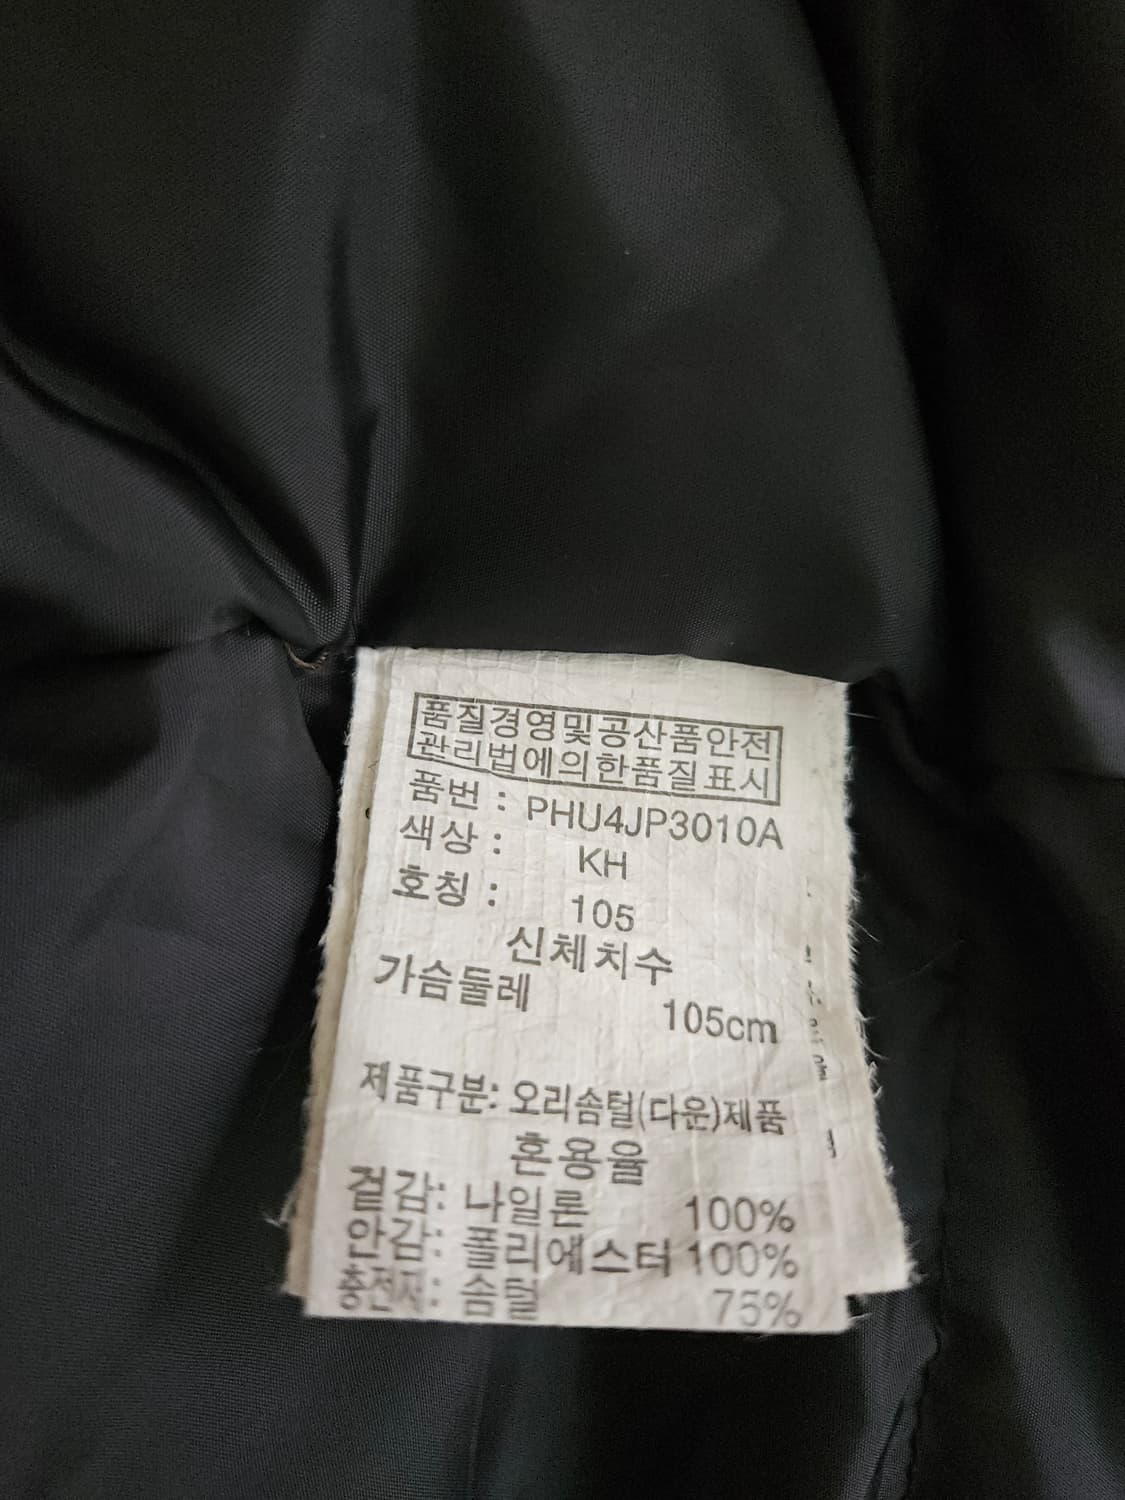 품질경영및공산품안전
관리법에의한품질표시
품번 : PHU4JP3010A
색상 : KH
호칭 : 105
신체치수
가슴둘레 105cm
제품구분: 오리솜털(다운)제품
혼용율
겉감: 나일론 100%
안감: 폴리에스터 100%
충전재: 솜털 75%